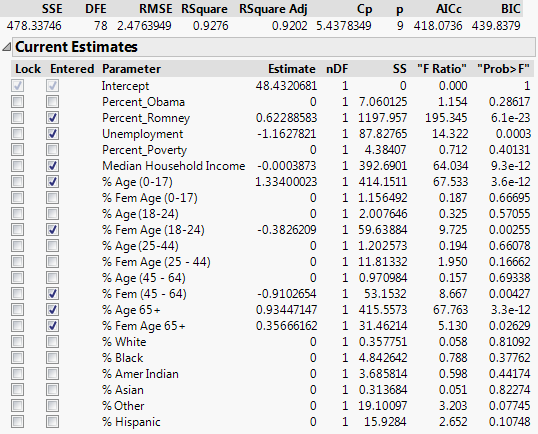 SSE DFE RMSE RSquare RSquare Adj Cp p AICc BIC
478.33746 78 2.4763949 0.9276 0.9202 5.4378349 9 418.0736 439.8379
Current Estimates
Lock Entered Parameter Estimate nDF SS "F Ratio" "Prob>F"
Intercept 48.4320681 1 0 0.000 1
Percent_Obama 0 1 7.060125 1.154 0.28617
Percent_Romney 0.62288583 1 1197.957 195.345 6.1e-23
Unemployment -1.1627821 1 87.82765 14.322 0.0003
Percent_Poverty 0 1 4.38407 0.712 0.40131
Median Household Income -0.0003873 1 392.6901 64.034 9.3e-12
% Age (0-17) 1.33400023 1 414.1511 67.533 3.6e-12
% Fem Age (0-17) 0 1 1.156492 0.187 0.66695
% Age (18-24) 0 1 2.007646 0.325 0.57055
% Fem Age (18-24) -0.3826209 1 59.63884 9.725 0.00255
% Age (25-44) 0 1 1.202573 0.194 0.66078
% Fem Age (25 - 44) 0 1 11.81332 1.950 0.16662
% Age (45 - 64) 0 1 0.970984 0.157 0.69338
% Fem (45 - 64) -0.9102654 1 53.1532 8.667 0.00427
% Age 65+ 0.93447147 1 415.5573 67.763 3.3e-12
% Fem Age 65+ 0.35666162 1 31.46214 5.130 0.02629
% White 0 1 0.357751 0.058 0.81092
% Black 0 1 4.842642 0.788 0.37762
% Amer Indian 0 1 3.685814 0.598 0.44174
% Asian 0 1 0.313684 0.051 0.82274
% Other 0 1 19.10097 3.203 0.07745
% Hispanic 0 1 15.9284 2.652 0.10748